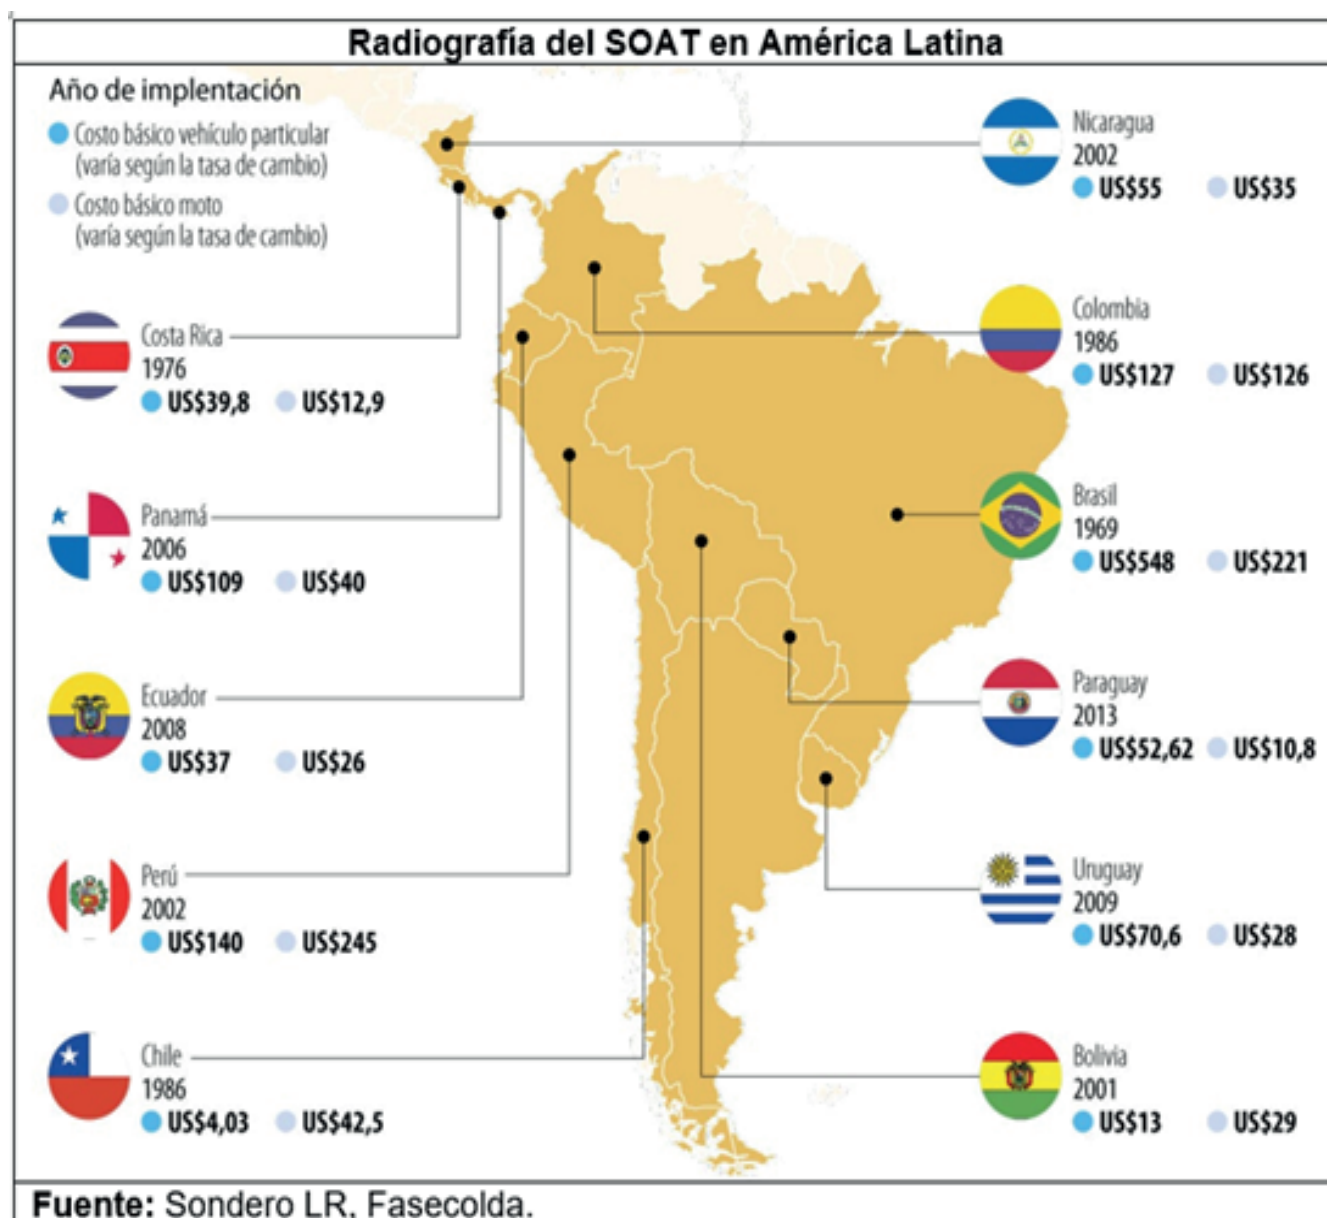 Radiografía del SOAT en América Latina
Año de implentación
Costo básico vehículo particular
(varía según la tasa de cambio)
Costo básico moto
(varía según la tasa de cambio)
Costa Rica
1976
US$39,8 US$12,9
Panamá
2006
US$109 US$40
Ecuador
2008
US$37 US$26
Perú
2002
US$140 US$245
Chile
1986
US$4,03 US$42,5
Nicaragua
2002
US$55 US$35
Colombia
1986
US$127 US$126
Brasil
1969
US$548 US$221
Paraguay
2013
US$52,62 US$10,8
Uruguay
2009
US$70,6 US$28
Bolivia
2001
US$13 US$29
Fuente: Sondero LR, Fasecolda.